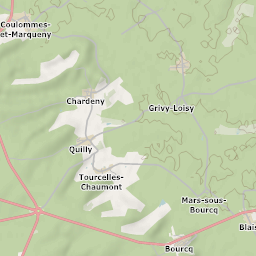 Coulommes-
et-Marqueny
Chardeny
Grivy-Loisy
Quilly
Tourcelles-
Chaumont
Mars-sous-
Bourcq
Blais
Bourcq